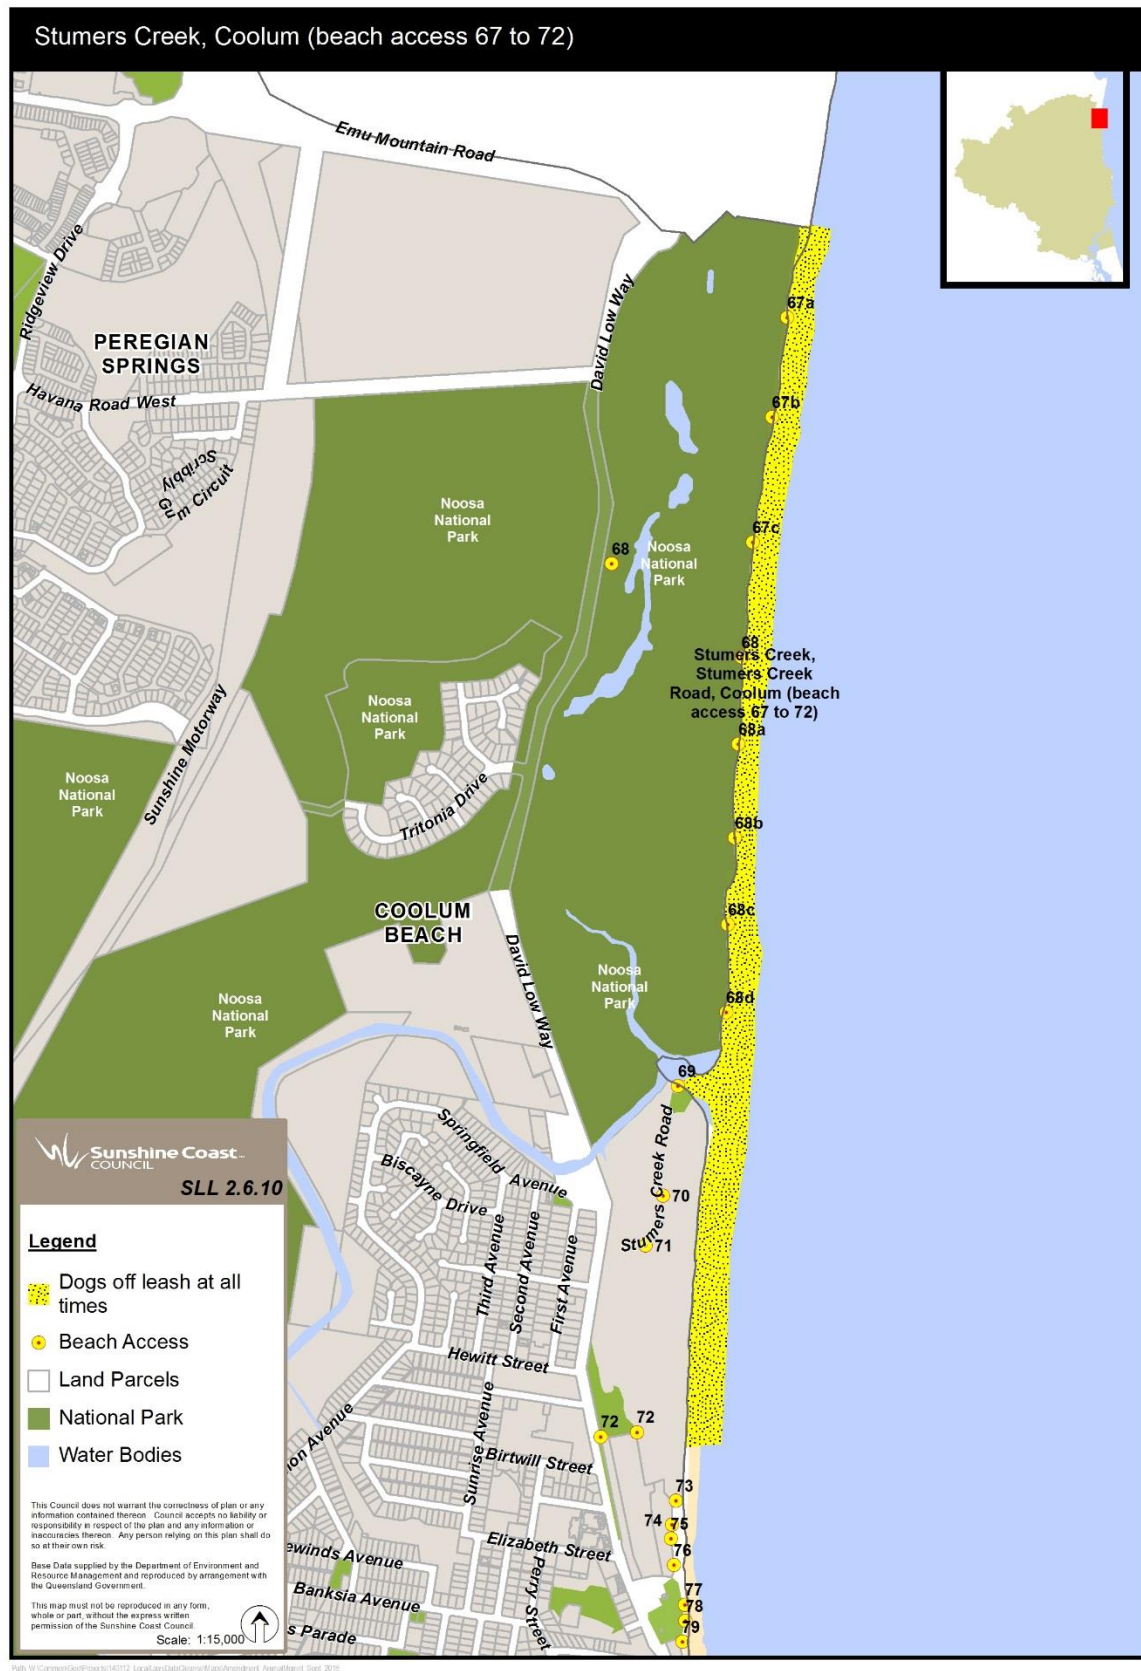 Stumers Creek, Coolum (beach access 67 to 72)
Emu Mountain Road
Ridgeview Drive
David Low Way
67a
PEREGIAN
SPRINGS
Havana Road West
67b
Scribbly
Gu
m Circuit
Noosa
National
Park
67c
68
Noosa
National
Park
68
Stumers Creek,
Stumers Creek
Road, Coolum (beach
access 67 to 72)
Noosa
National
Park
68a
Sunshine Motorway
Noosa
National
Park
Tritonia Drive
68b
COOLUM
BEACH
68c
David Low Way
Noosa
National
Park
Noosa
National
Park
68d
69
Springfield Avenue
Biscayne Drive
Stumers Creek Road
70
71
Third Avenue
Second Avenue
First Avenue
Hewitt Street
72
72
ion Avenue
Sunrise Avenue
Birtwill Street
73
74
75
76
Elizabeth Street
ewinds Avenue
Perry Street
Banksia Avenue
77
78
79
s Parade
Sunshine Coast
COUNCIL
SLL 2.6.10
Legend
Dogs off leash at all
times
Beach Access
Land Parcels
National Park
Water Bodies
This Council does not warrant the correctness of plan or any
information contained thereon. Council accepts no liability or
responsibility in respect of the plan and any information or
inaccuracies thereon. Any person relying on this plan shall do
so at their own risk.
Base Data supplied by the Department of Environment and
Resource Management and reproduced by arrangement with
the Queensland Government.
This map must not be reproduced in any form,
whole or part, without the express written
permission of the Sunshine Coast Council.
Scale: 1:15,000